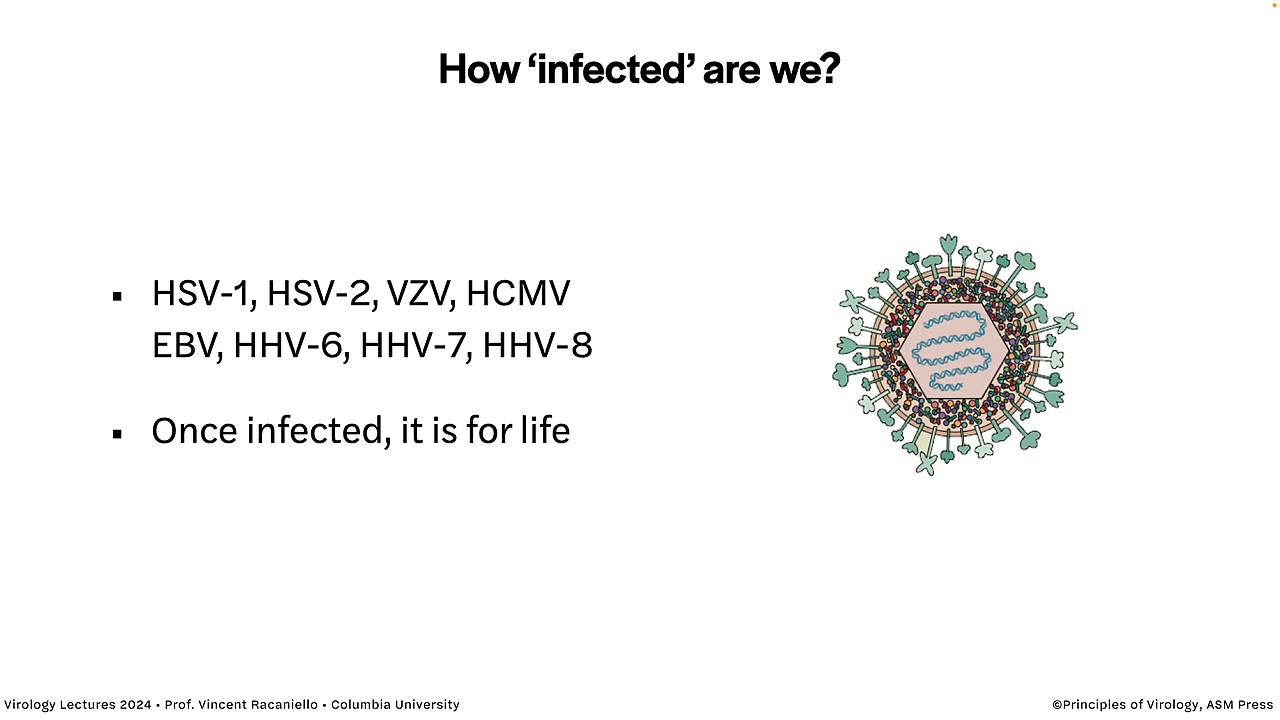 How ‘infected’ are we?
▪ HSV-1, HSV-2, VZV, HCMV
EBV, HHV-6, HHV-7, HHV-8
▪ Once infected, it is for life
Virology Lectures 2024 • Prof. Vincent Racaniello • Columbia University
©Principles of Virology, ASM Press